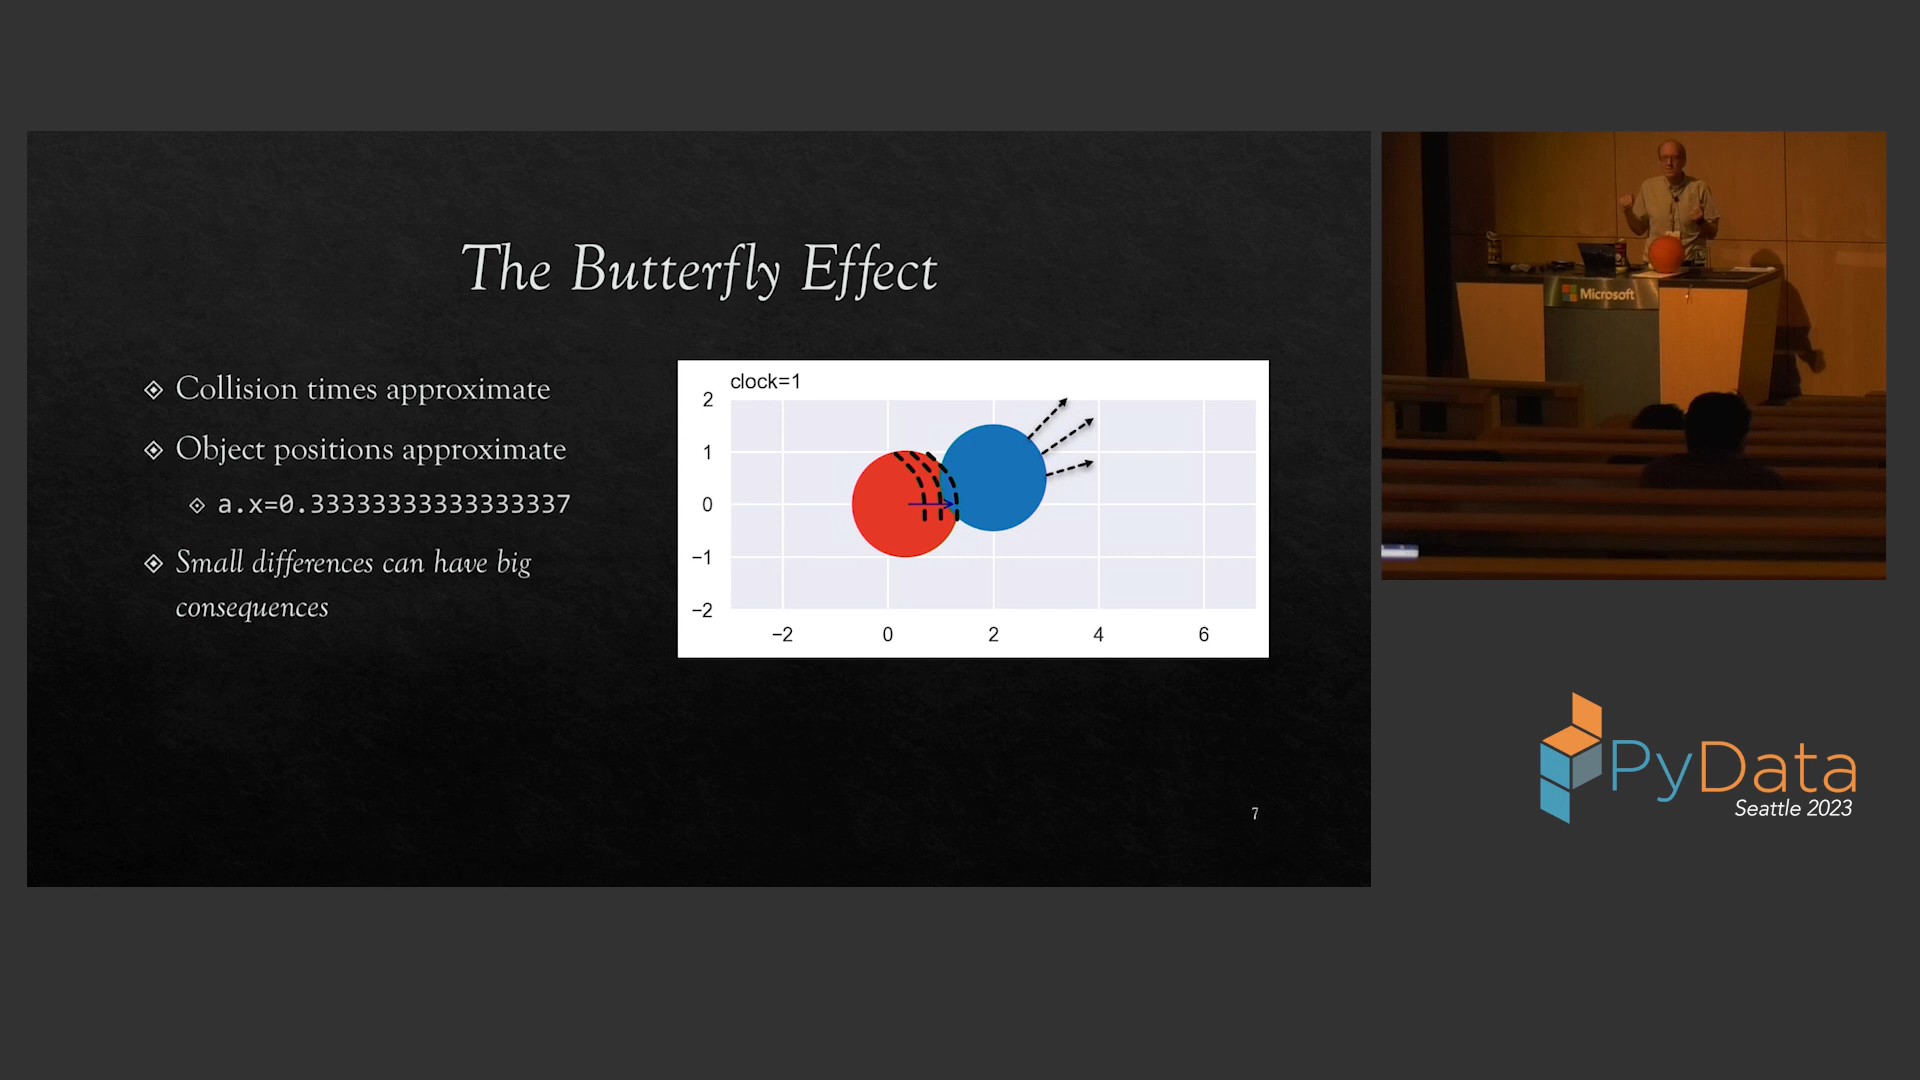 The Butterfly Effect
Collision times approximate
Object positions approximate
a.x=0.33333333333333337
Small differences can have big
consequences
clock=1
2
1
0
−1
−2
−2
0
2
4
6
7
Microsoft
PyData
Seattle 2023